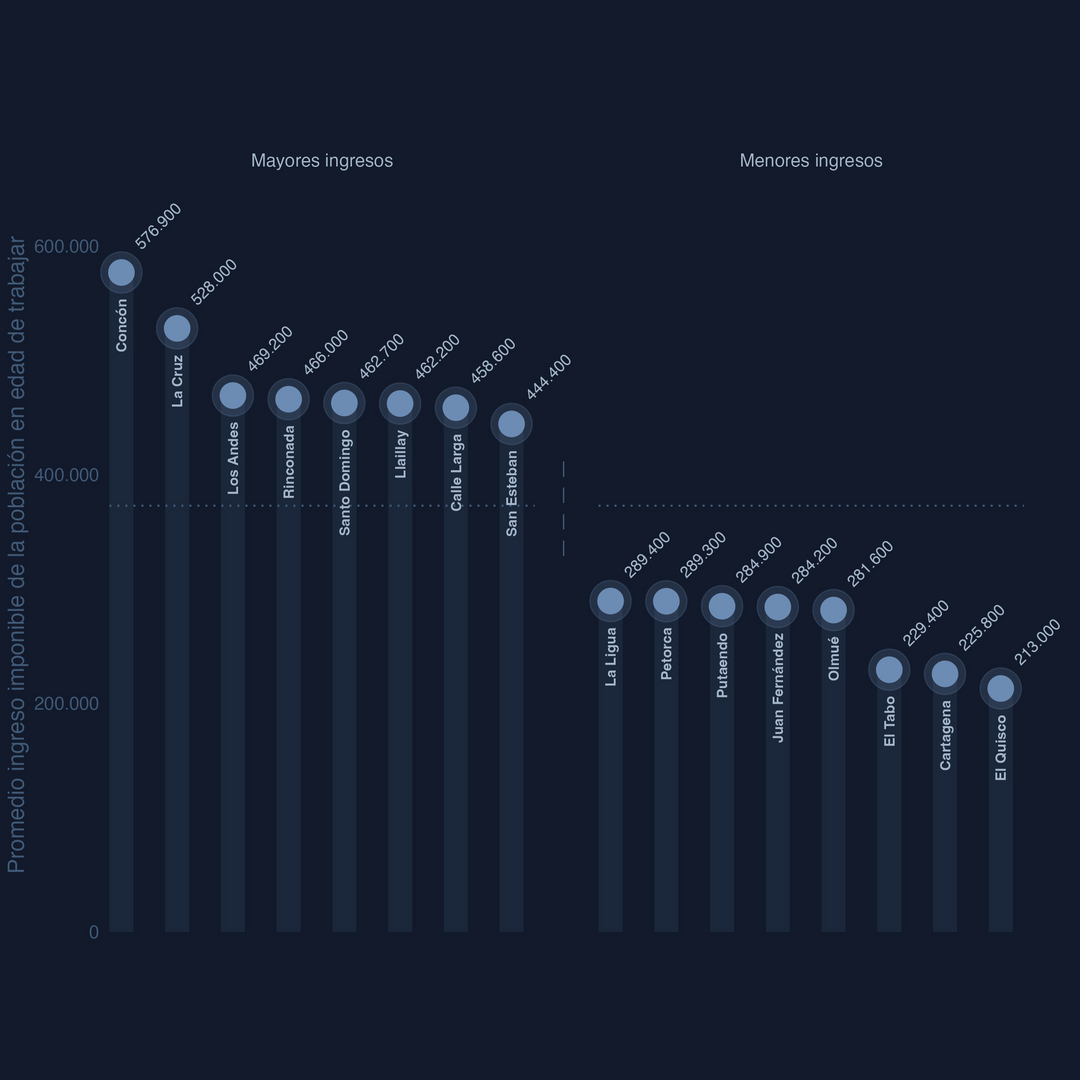 Mayores ingresos
Menores ingresos
Promedio ingreso imponible de la población en edad de trabajar
600.000
400.000
200.000
0
576.900
Concón
528.000
La Cruz
469.200
Los Andes
466.000
Rinconada
462.700
Santo Domingo
462.200
Llaillay
458.600
Calle Larga
444.400
San Esteban
289.400
La Ligua
289.300
Petorca
284.900
Putaendo
284.200
Juan Fernández
281.600
Olmué
229.400
El Tabo
225.800
Cartagena
213.000
El Quisco